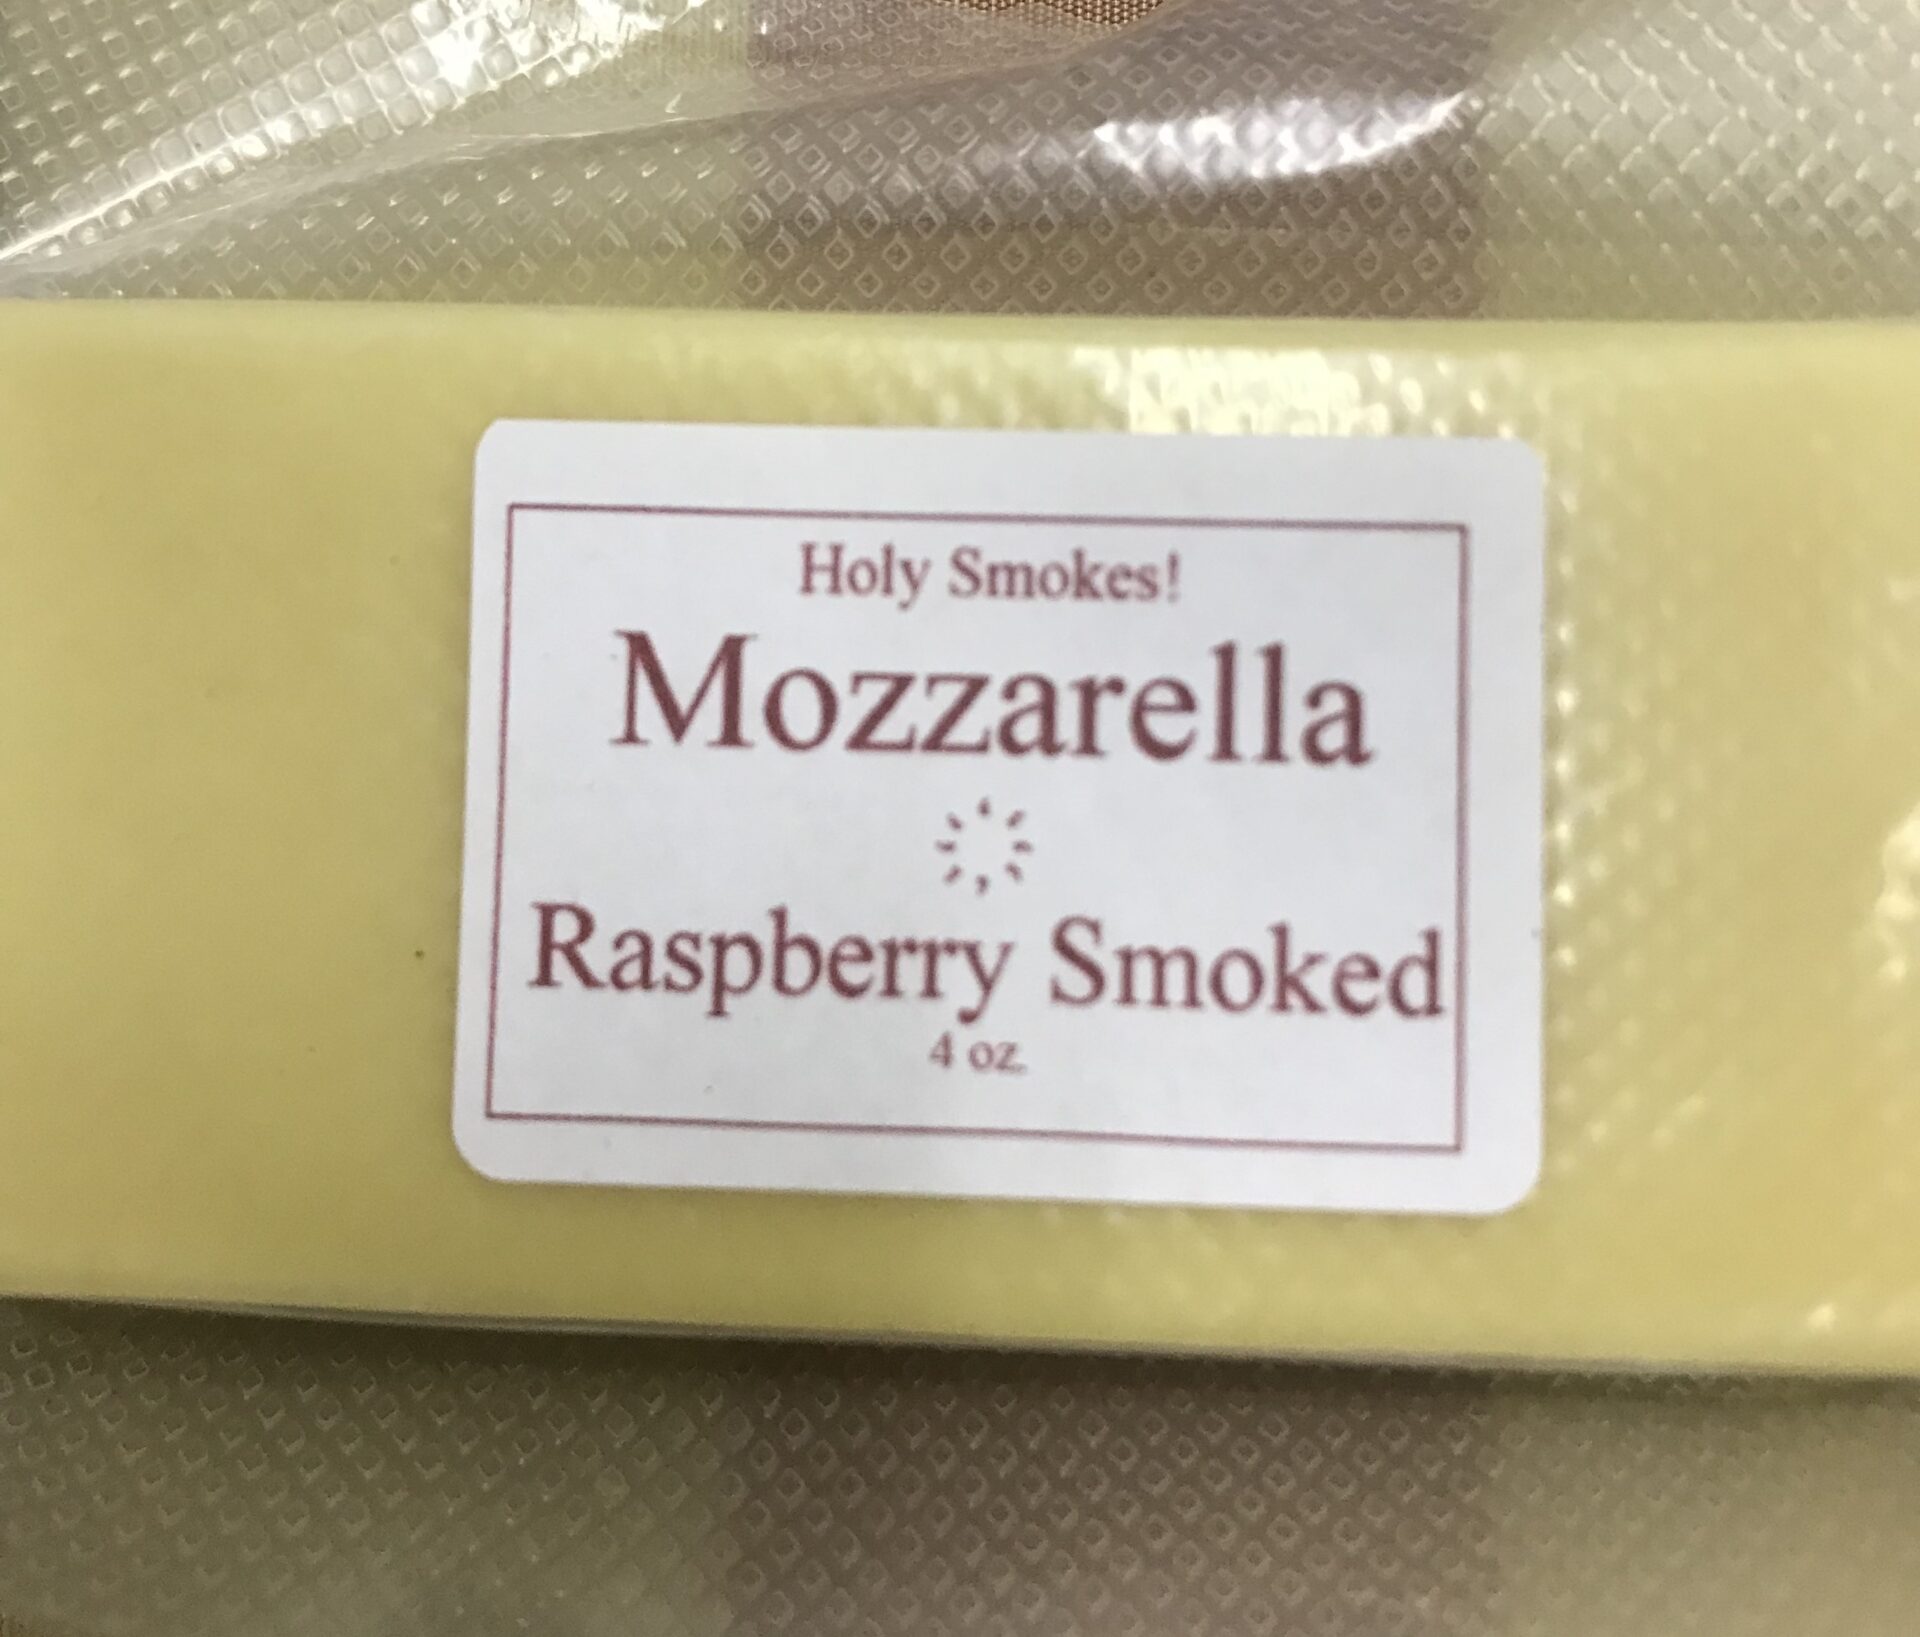 Holy Smokes!
Mozzarella
Raspberry Smoked
4 oz.